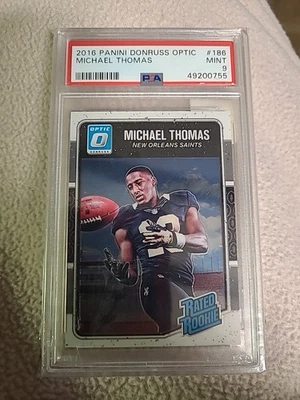 2016 PANINI DONRUSS OPTIC #186
MICHAEL THOMAS MINT
9
PSA 49200755
OPTIC
MICHAEL THOMAS
NEW ORLEANS SAINTS
RATED
ROOKIE